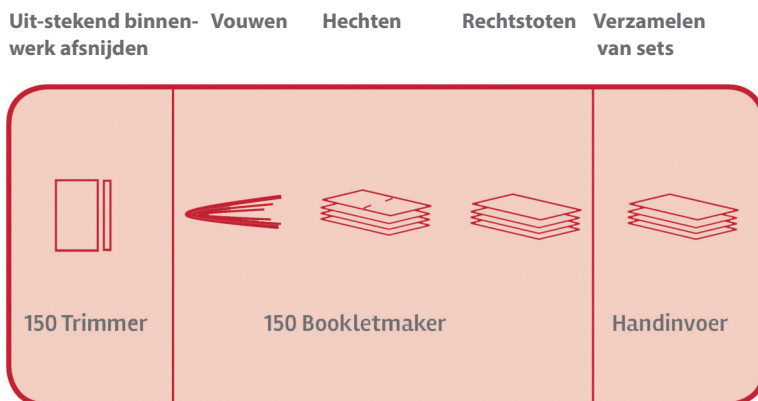 Uit-stekend binnen-
werk afsnijden
Vouwen
Hechten
Rechtstoten
Verzamelen
van sets
150 Trimmer
150 Bookletmaker
Handinvoer